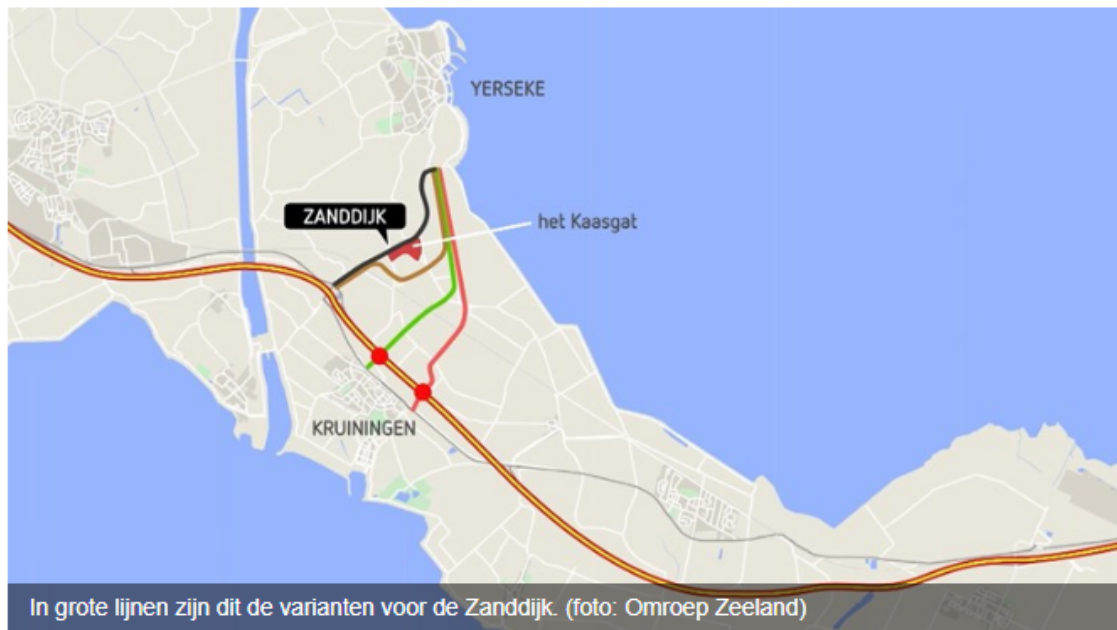 YERSEKE
ZANDDIJK
het Kaasgat
KRUININGEN
In grote lijnen zijn dit de varianten voor de Zanddijk. (foto: Omroep Zeeland)